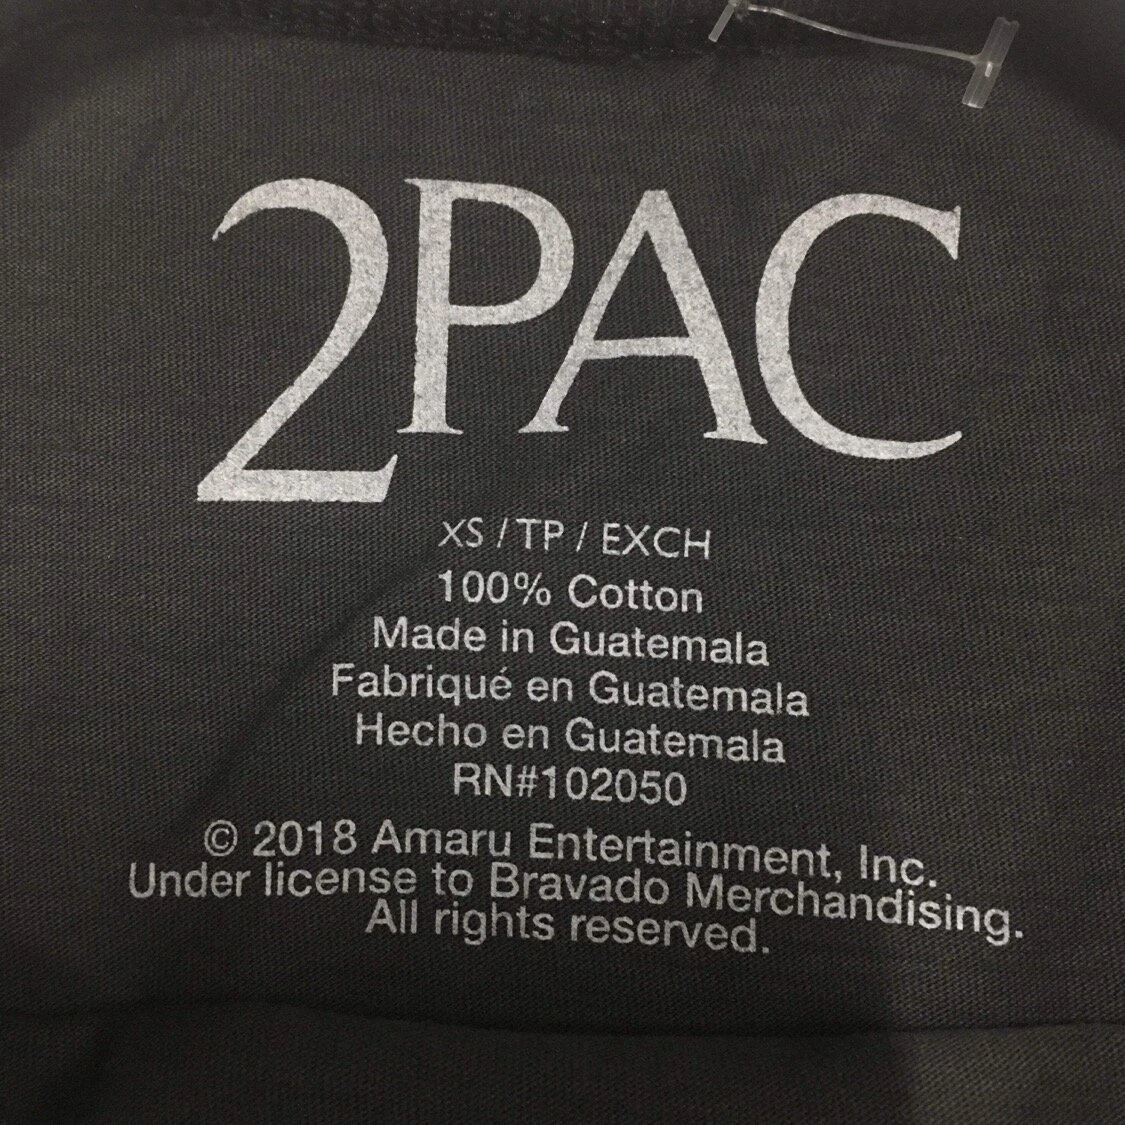 2PAC
XS / TP / EXCH
100% Cotton
Made in Guatemala
Fabriqué en Guatemala
Hecho en Guatemala
RN#102050
© 2018 Amaru Entertainment, Inc.
Under license to Bravado Merchandising.
All rights reserved.